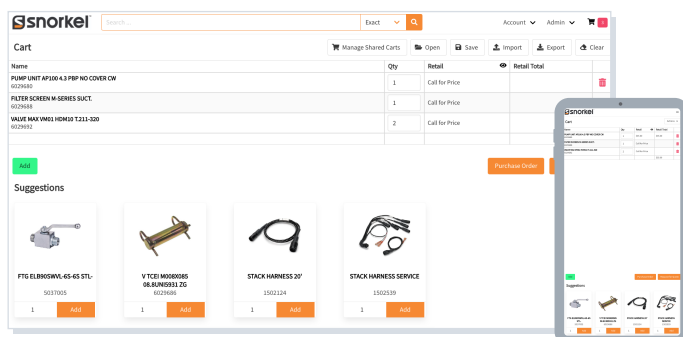 snorkel
Search...
Exact
Account
Admin
Cart
Manage Shared Carts
Open
Save
Import
Export
Clear
Name Qty Retail Retail Total
PUMP UNIT AP100 4.3 PBP NO COVER CW
6029680
1 Call for Price
FILTER SCREEN M-SERIES SUCT.
6029688
1 Call for Price
VALVE MAX VM01 HDM10 T.211-320
6029692
2 Call for Price
Add
Purchase Order
Suggestions
FTG ELB90SWVL-6S-6S STL-
5037005
1 Add
V TCEI M008X085
08.8UNI5931 ZG
6029686
1 Add
STACK HARNESS 20'
1502124
1 Add
STACK HARNESS SERVICE
1502539
1 Add
snorkel
Cart
Suggestions